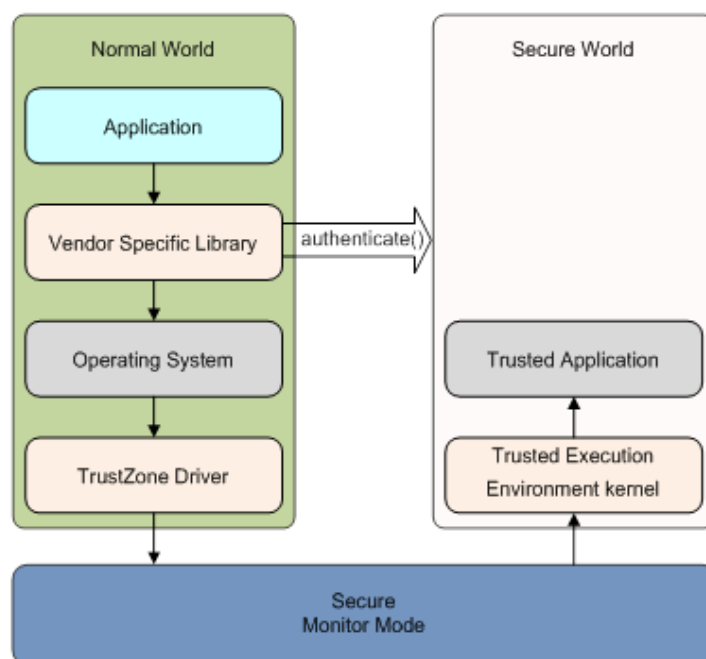 Normal World
Secure World
Application
Vendor Specific Library
authenticate()
Operating System
Trusted Application
TrustZone Driver
Trusted Execution
Environment kernel
Secure
Monitor Mode